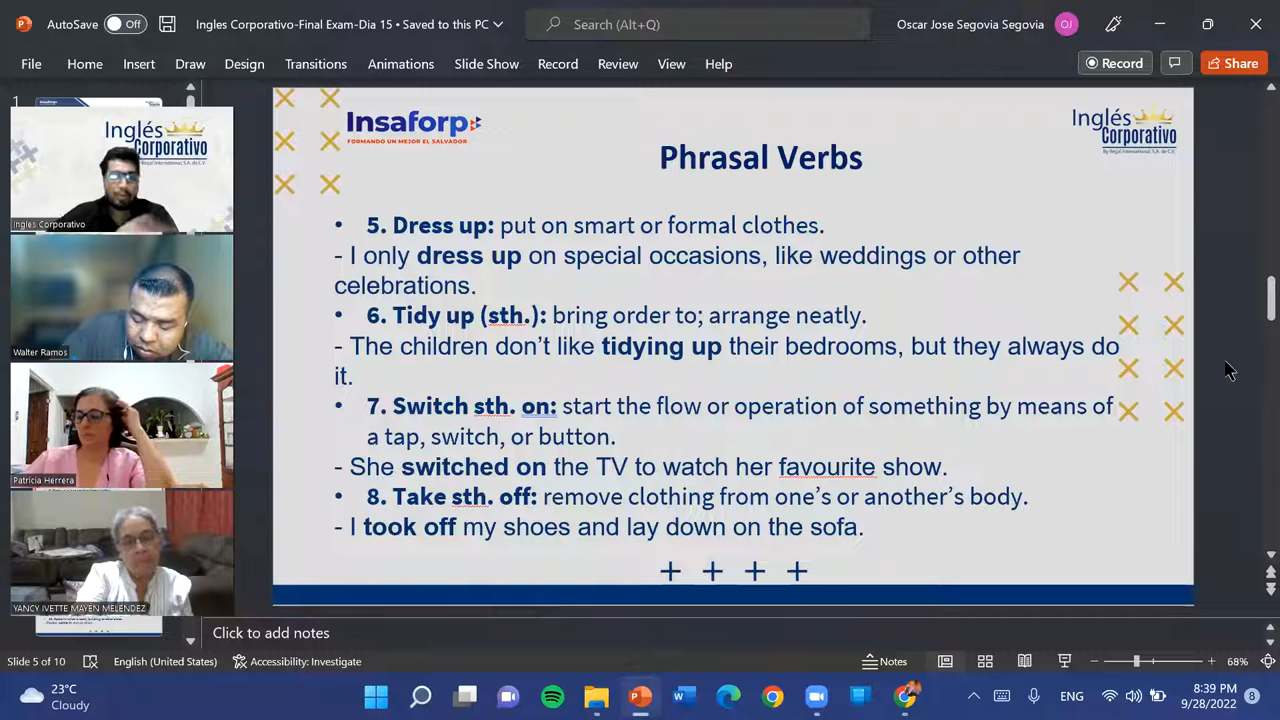 AutoSave Off Ingles Corporativo-Final Exam-Dia 15 • Saved to this PC Search (Alt+Q) Oscar Jose Segovia Segovia OJ
File Home Insert Draw Design Transitions Animations Slide Show Record Review View Help Record Share
1
Inglés
Corporativo
Ingles Corporativo
Walter Ramos
Patricia Herrera
YANCY IVETTE MAYEN MELENDEZ
Insaforp
FORMANDO UN MEJOR EL SALVADOR
Inglés
Corporativo
By Regal International, S.A. de C.V.
Phrasal Verbs
• 5. Dress up: put on smart or formal clothes.
- I only dress up on special occasions, like weddings or other
celebrations.
• 6. Tidy up (sth.): bring order to; arrange neatly.
- The children don't like tidying up their bedrooms, but they always do
it.
• 7. Switch sth. on: start the flow or operation of something by means of
a tap, switch, or button.
- She switched on the TV to watch her favourite show.
• 8. Take sth. off: remove clothing from one's or another's body.
- I took off my shoes and lay down on the sofa.
+ + + +
Click to add notes
Slide 5 of 10 English (United States) Accessibility: Investigate Notes 68%
23°C
Cloudy
ENG
8:39 PM
9/28/2022
8